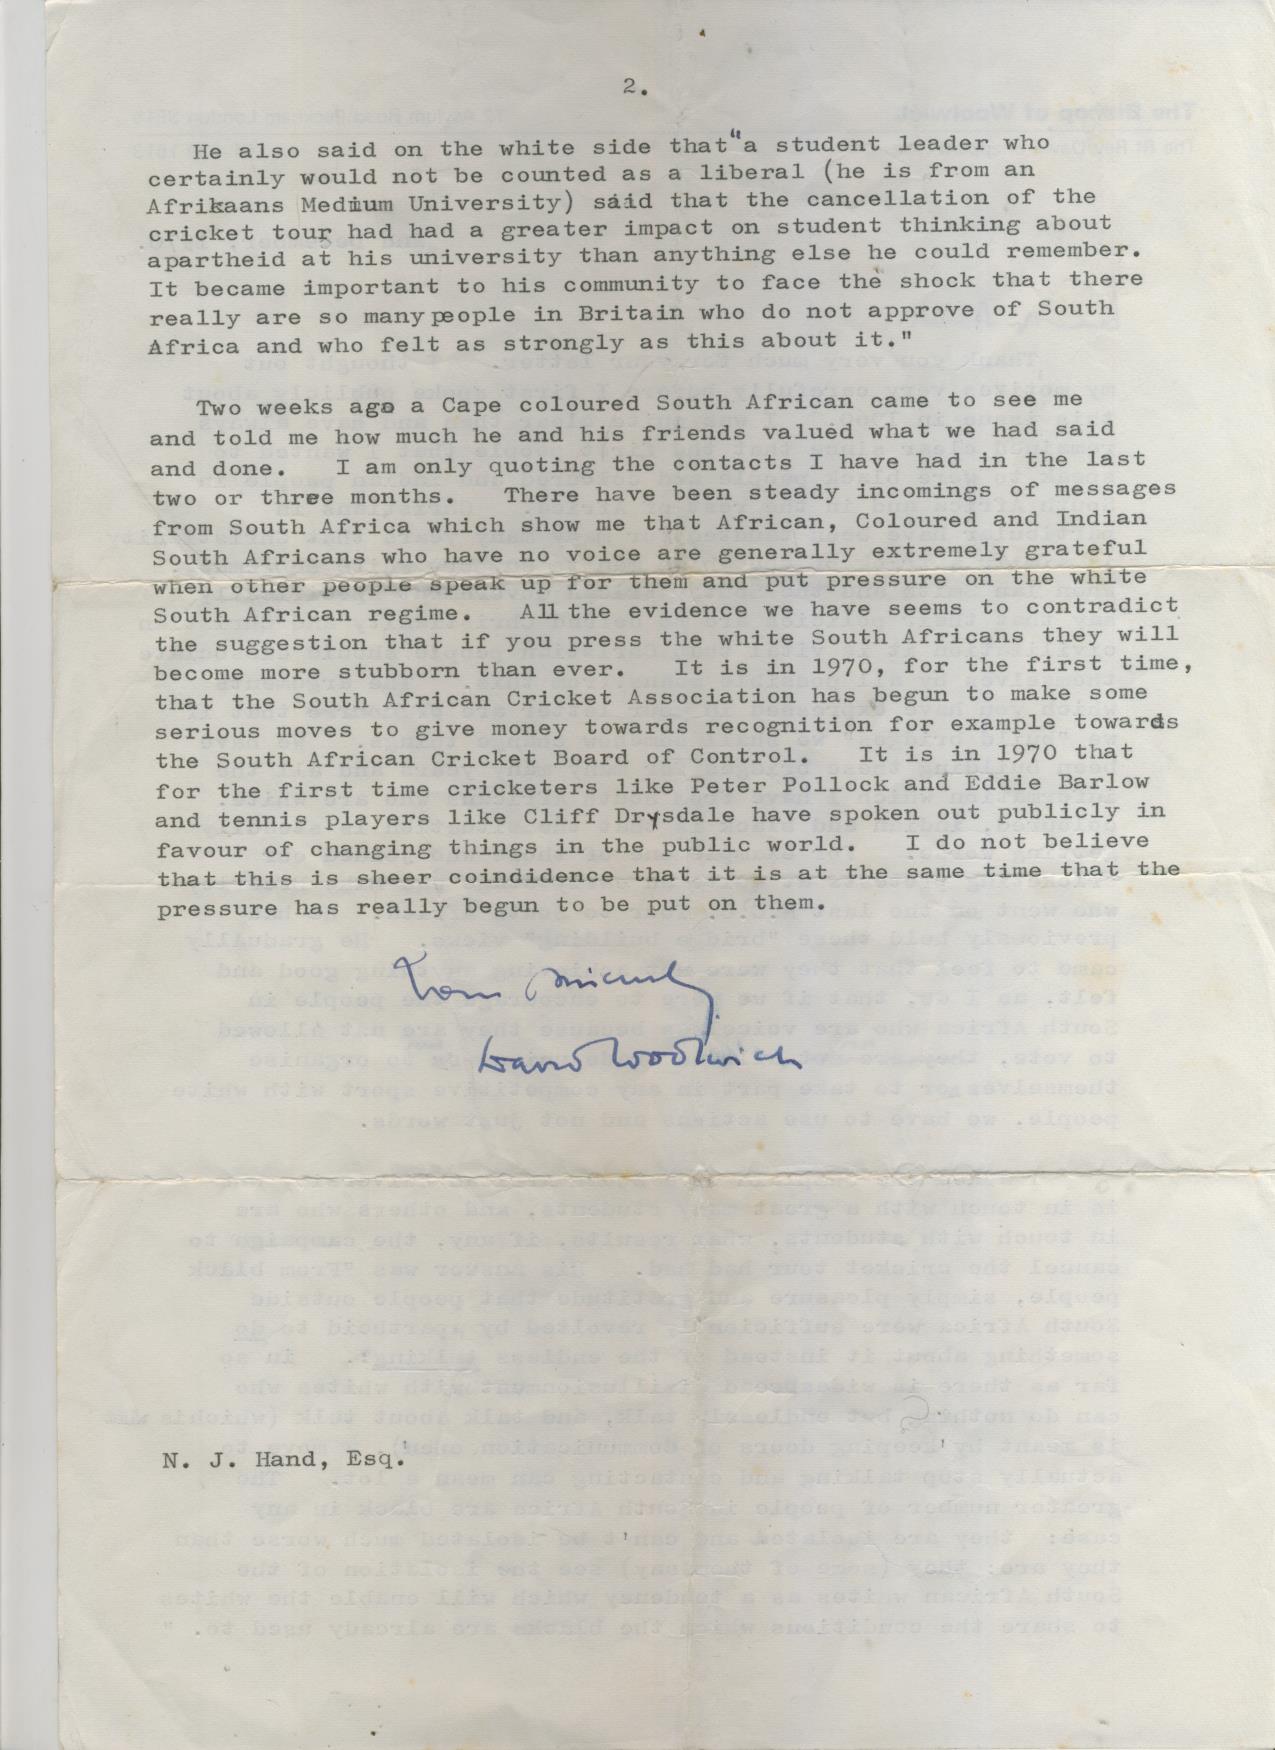 2.
He also said on the white side that "a student leader who
certainly would not be counted as a liberal (he is from an
Afrikaans Medium University) said that the cancellation of the
cricket tour had had a greater impact on student thinking about
apartheid at his university than anything else he could remember.
It became important to his community to face the shock that there
really are so many people in Britain who do not approve of South
Africa and who felt as strongly as this about it."
Two weeks ago a Cape coloured South African came to see me
and told me how much he and his friends valued what we had said
and done. I am only quoting the contacts I have had in the last
two or three months. There have been steady incomings of messages
from South Africa which show me that African, Coloured and Indian
South Africans who have no voice are generally extremely grateful
when other people speak up for them and put pressure on the white
South African regime. All the evidence we have seems to contradict
the suggestion that if you press the white South Africans they will
become more stubborn than ever. It is in 1970, for the first time,
that the South African Cricket Association has begun to make some
serious moves to give money towards recognition for example towards
the South African Cricket Board of Control. It is in 1970 that
for the first time cricketers like Peter Pollock and Eddie Barlow
and tennis players like Cliff Drysdale have spoken out publicly in
favour of changing things in the public world. I do not believe
that this is sheer coindidence that it is at the same time that the
pressure has really begun to be put on them.
Yours sincerely,
David Woolwich
N. J. Hand, Esq.